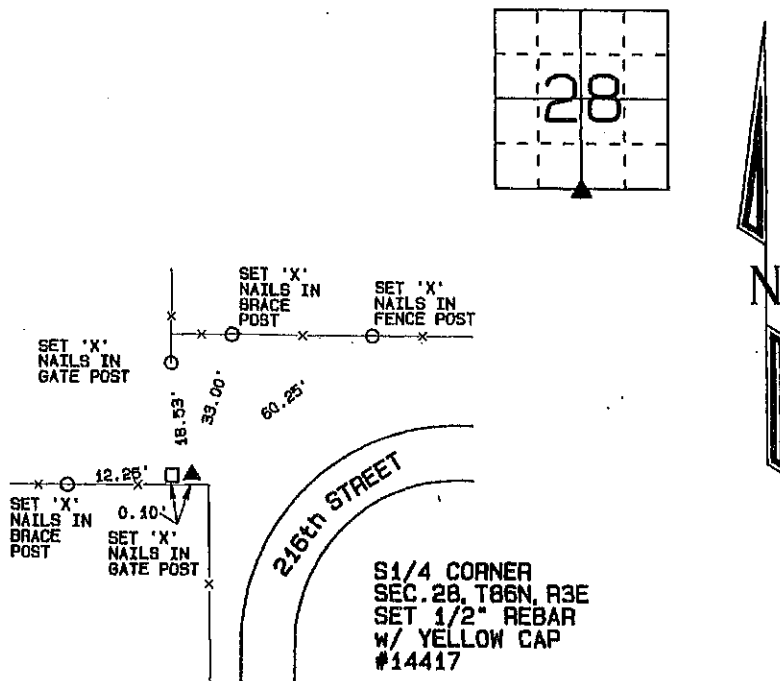 28
N
SET 'X'
NAILS IN
BRACE
POST
SET 'X'
NAILS IN
FENCE POST
SET 'X'
NAILS IN
GATE POST
18.53'
33.00'
60.25'
12.25'
0.10'
SET 'X'
NAILS IN
BRACE
POST
SET 'X'
NAILS IN
GATE POST
216th STREET
S1/4 CORNER
SEC.28, T86N, R3E
SET 1/2" REBAR
w/ YELLOW CAP
#14417